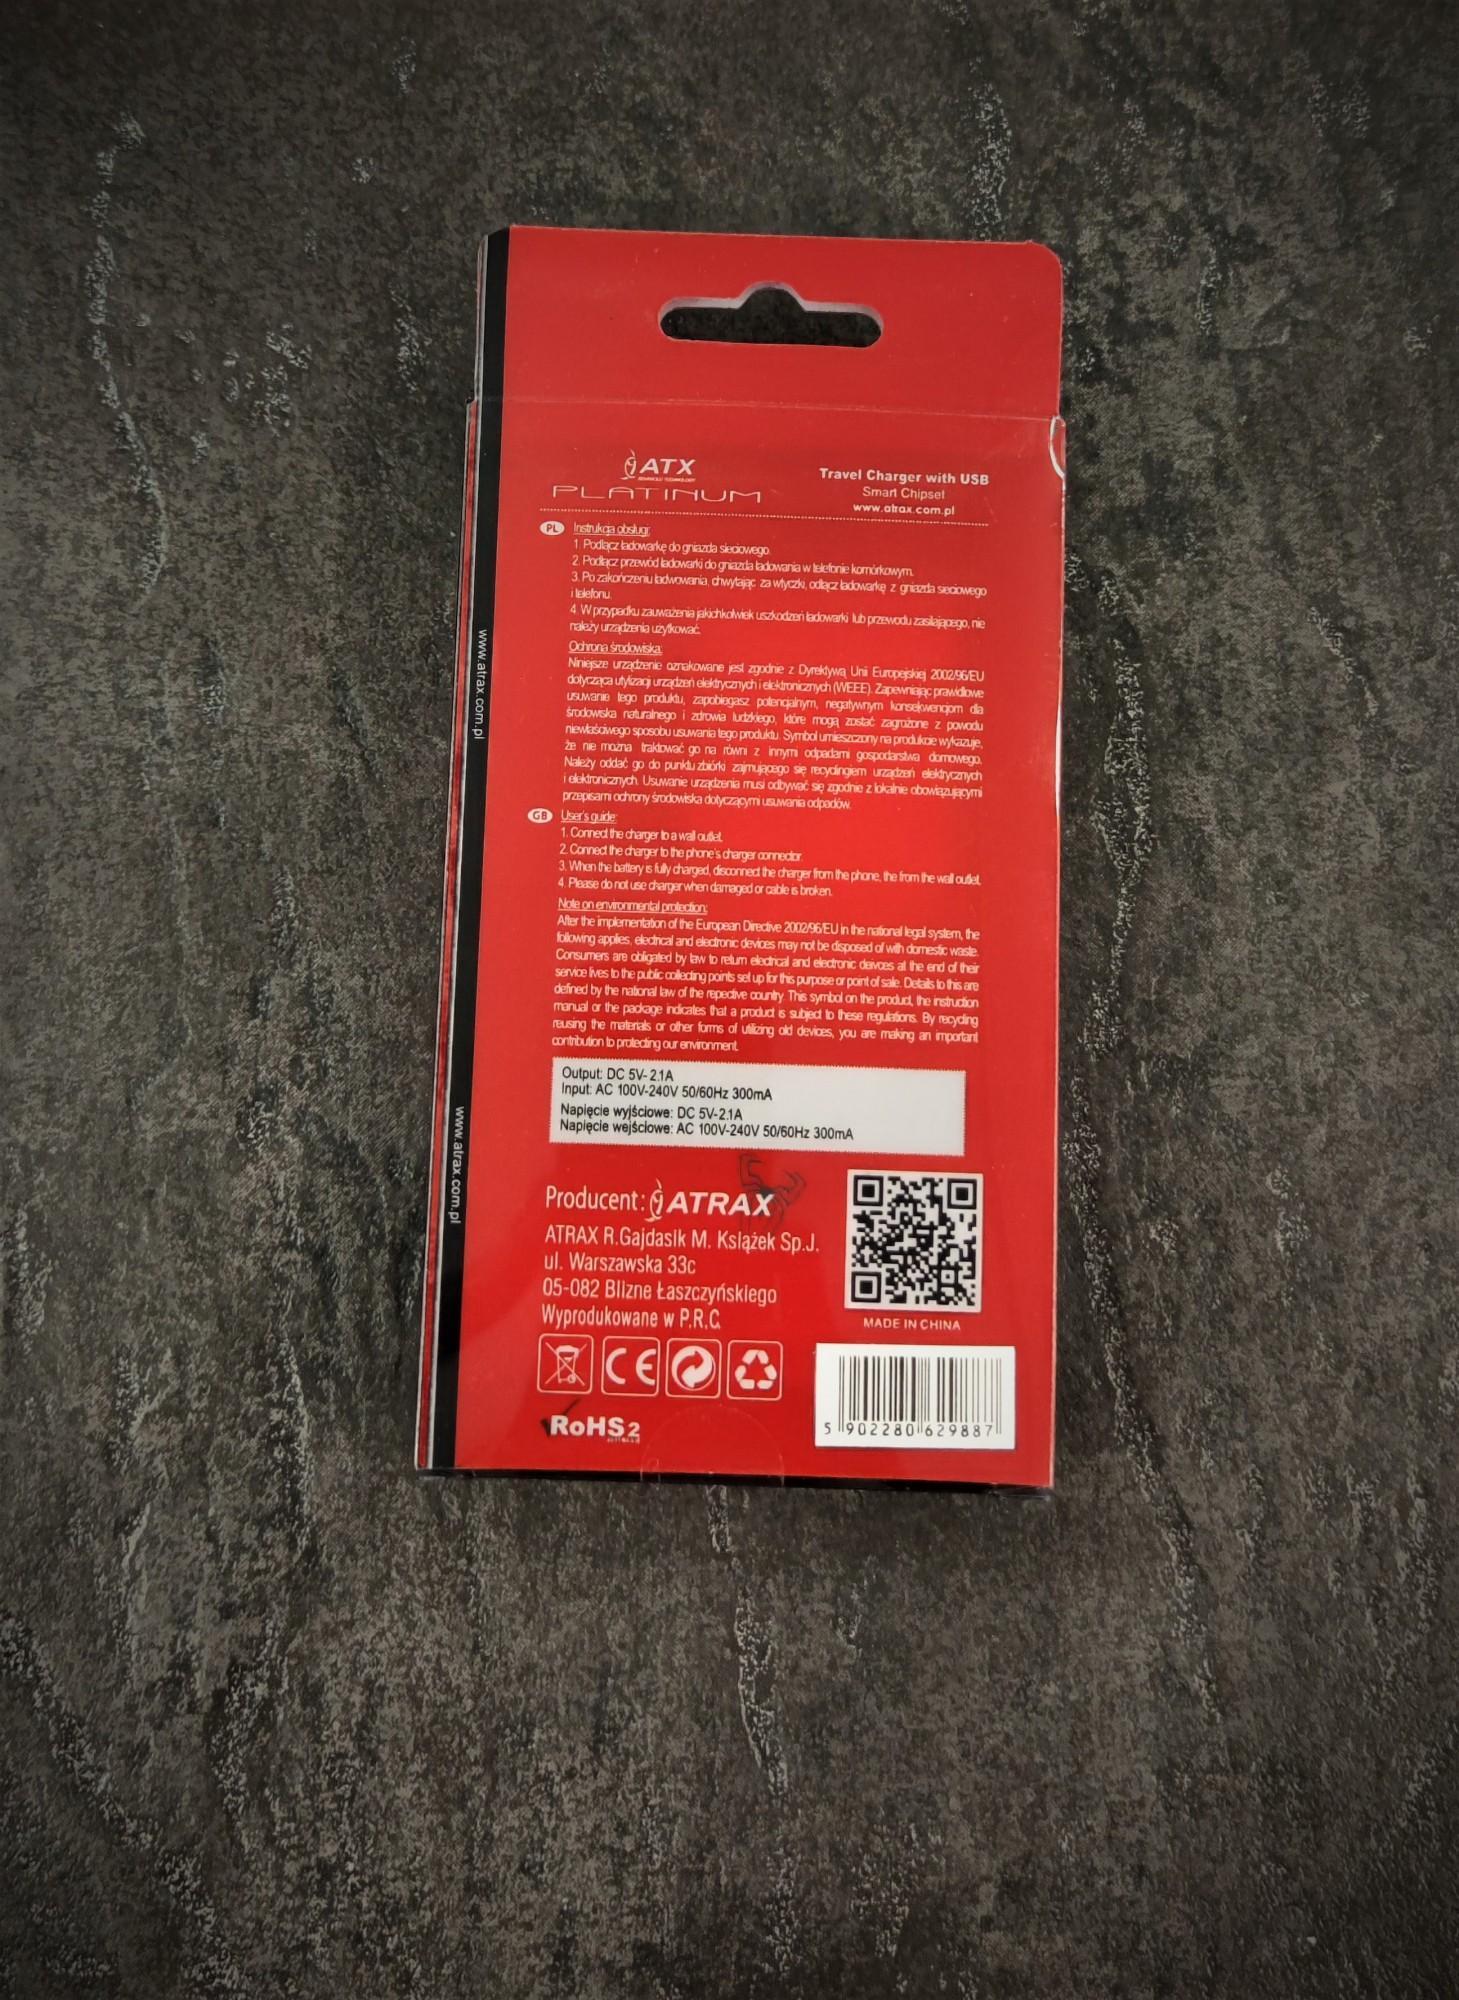 ATX
PLATINUM
Travel Charger with USB
Smart Chipset
www.atrax.com.pl
PL Instrukcja obsługi:
1. Podłącz ładowarkę do gniazda sieciowego.
2. Podłącz przewód ładowarki do gniazda ładowania w telefonie komórkowym.
3. Po zakończeniu ładwowania, chwytając za wtyczki, odłącz ładowarkę z gniazda sieciowego
i telefonu.
4. W przypadku zauważenia jakichkolwiek uszkodzeń ładowarki lub przewodu zasilającego, nie
należy urządzenia użytkować.
Ochrona środowiska:
Niniejsze urządzenie oznakowane jest zgodnie z Dyrektywą Unii Europejskiej 2002/96/EU
dotycząca utylizacji urządzeń elektrycznych i elektronicznych (WEEE). Zapewniając prawidłowe
usuwanie tego produktu, zapobiegasz potencjalnym, negatywnym konsekwencjom dla
środowiska naturalnego i zdrowia ludzkiego, które mogą zostać zagrożone z powodu
niewłaściwego sposobu usuwania tego produktu. Symbol umieszczony na produkcie wykazuje,
że nie można traktować go na równi z innymi odpadami gospodarstwa domowego.
Należy oddać go do punktu zbiórki zajmującego się recyclingiem urządzeń elektrycznych
i elektronicznych. Usuwanie urządzenia musi odbywać się zgodnie z lokalnie obowiązującymi
przepisami ochrony środowiska dotyczącymi usuwania odpadów.
GB User's guide:
1. Connect the charger to a wall outlet.
2. Connect the charger to the phone's charger connector.
3. When the battery is fully charged, disconnect the charger from the phone, the from the wall outlet.
4. Please do not use charger when damaged or cable is broken.
Note on environmental protection:
After the implementation of the European Directive 2002/96/EU in the national legal system, the
following applies, electrical and electronic devices may not be disposed of with domestic waste.
Consumers are obligated by law to return electrical and electronic deivces at the end of their
service lives to the public collecting points set up for this purpose or point of sale. Details to this are
defined by the national law of the repective country. This symbol on the product, the instruction
manual or the package indicates that a product is subject to these regulations. By recycling
reusing the materials or other forms of utilizing old devices, you are making an important
contribution to protecting our environment.
Output: DC 5V-2.1A
Input: AC 100V-240V 50/60Hz 300mA
Napięcie wyjściowe: DC 5V-2.1A
Napięcie wejściowe: AC 100V-240V 50/60Hz 300mA
Producent: ATRAX
ATRAX R.Gajdasik M. Książek Sp.J.
ul. Warszawska 33c
05-082 Blizne Łaszczyńskiego
Wyprodukowane w P.R.C.
MADE IN CHINA
CE
RoHS2
5 902280 629887
www.atrax.com.pl
www.atrax.com.pl